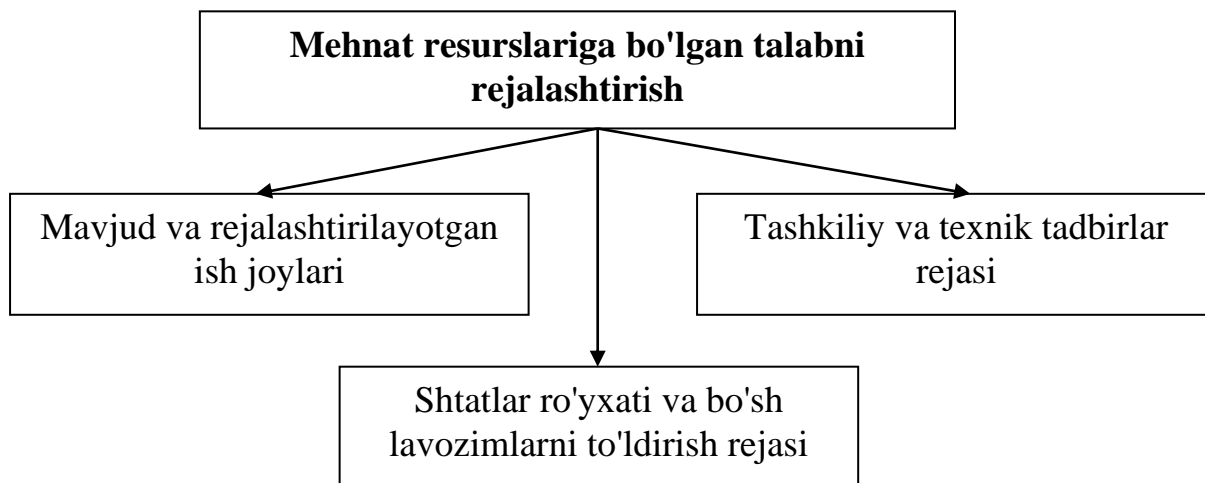 Mehnat resurslariga bo'lgan talabni
rejalashtirish
Mavjud va rejalashtirilayotgan
ish joylari
Tashkiliy va texnik tadbirlar
rejasi
Shtatlar ro'yxati va bo'sh
lavozimlarni to'ldirish rejasi